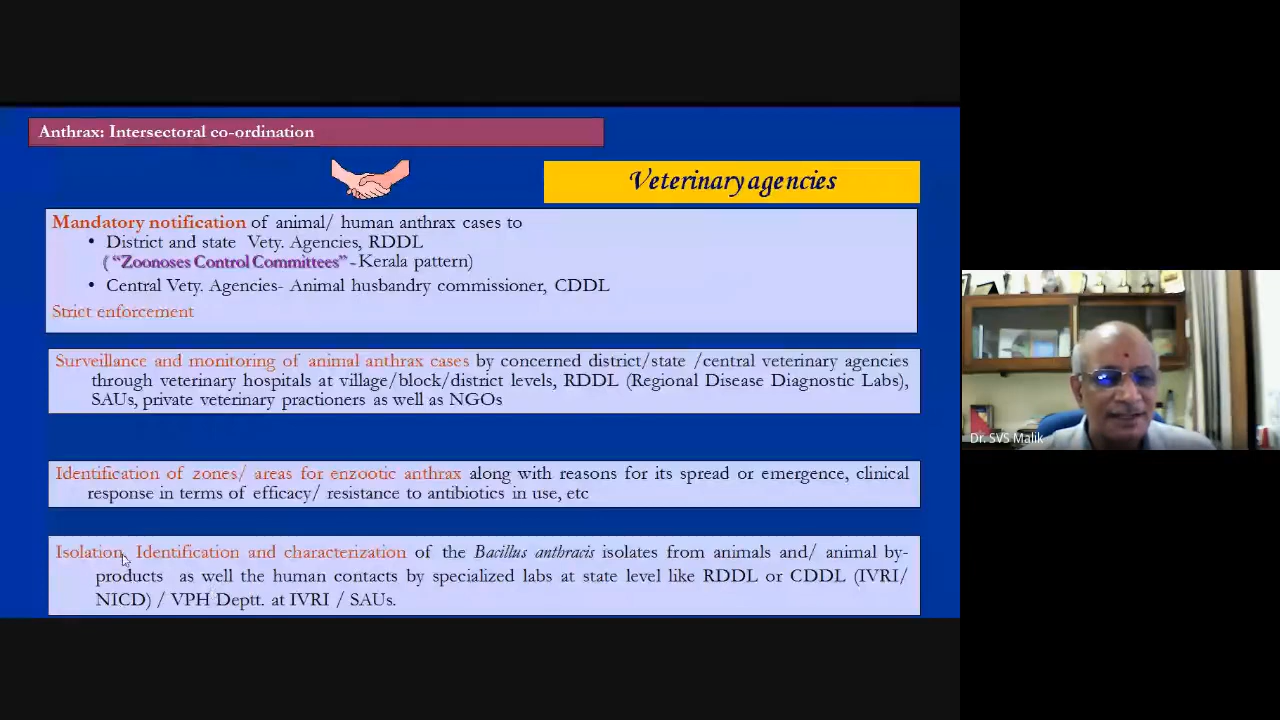 Anthrax: Intersectoral co-ordination
Veterinary agencies
Mandatory notification of animal/ human anthrax cases to
• District and state Vety. Agencies, RDDL
( “Zoonoses Control Committees” - Kerala pattern)
• Central Vety. Agencies- Animal husbandry commissioner, CDDL
Strict enforcement
Surveillance and monitoring of animal anthrax cases by concerned district/state /central veterinary agencies
through veterinary hospitals at village/block/district levels, RDDL (Regional Disease Diagnostic Labs),
SAUs, private veterinary practioners as well as NGOs
Identification of zones/ areas for enzootic anthrax along with reasons for its spread or emergence, clinical
response in terms of efficacy/ resistance to antibiotics in use, etc
Isolation, Identification and characterization of the Bacillus anthracis isolates from animals and/ animal by-
products as well the human contacts by specialized labs at state level like RDDL or CDDL (IVRI/
NICD) / VPH Deptt. at IVRI / SAUs.
Dr. SVS Malik